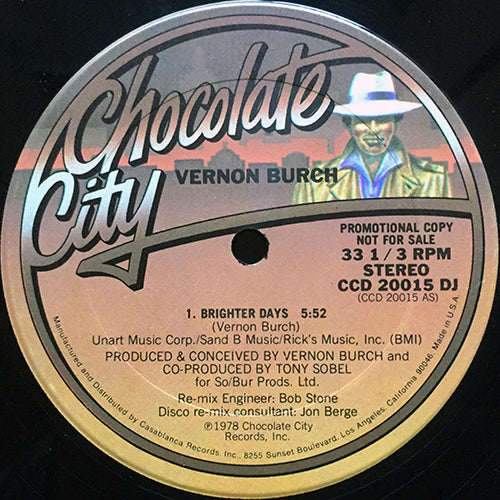 Chocolate
City
VERNON BURCH
PROMOTIONAL COPY
NOT FOR SALE
33 1/3 RPM
STEREO
CCD 20015 DJ
(CCD 20015 AS)
1. BRIGHTER DAYS 5:52
(Vernon Burch)
Unart Music Corp./Sand B Music/Rick's Music, Inc. (BMI)
PRODUCED & CONCEIVED BY VERNON BURCH and
CO-PRODUCED BY TONY SOBEL
for So/Bur Prods. Ltd.
Re-mix Engineer: Bob Stone
Disco re-mix consultant: Jon Berge
℗1978 Chocolate City
Records, Inc.
Manufactured and Distributed by Casablanca Records, Inc., 8255 Sunset Boulevard, Los Angeles, California 90046 Made in U.S.A.